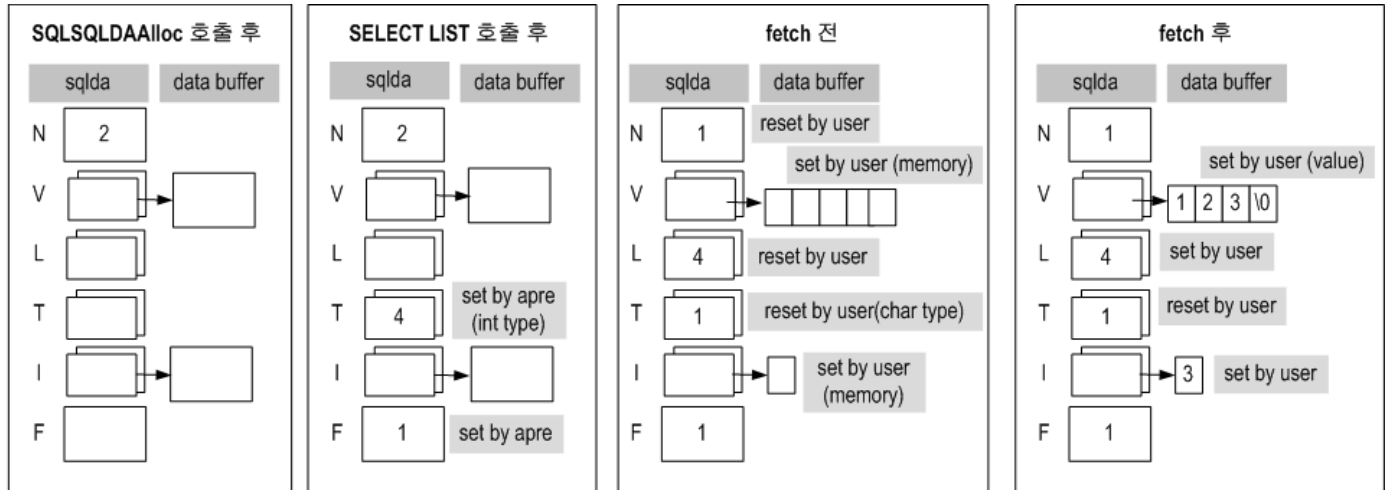 SQLSQLDAAlloc 호출 후
sqlda data buffer
N 2
V
L
T
I
F
SELECT LIST 호출 후
sqlda data buffer
N 2
V
L
set by apre
T 4 (int type)
I
F 1 set by apre
fetch 전
sqlda data buffer
N 1 reset by user
set by user (memory)
V
L 4 reset by user
T 1 reset by user(char type)
I set by user
(memory)
F 1
fetch 후
sqlda data buffer
N 1
set by user (value)
V 1 2 3 \0
L 4 set by user
T 1 reset by user
I 3 set by user
F 1